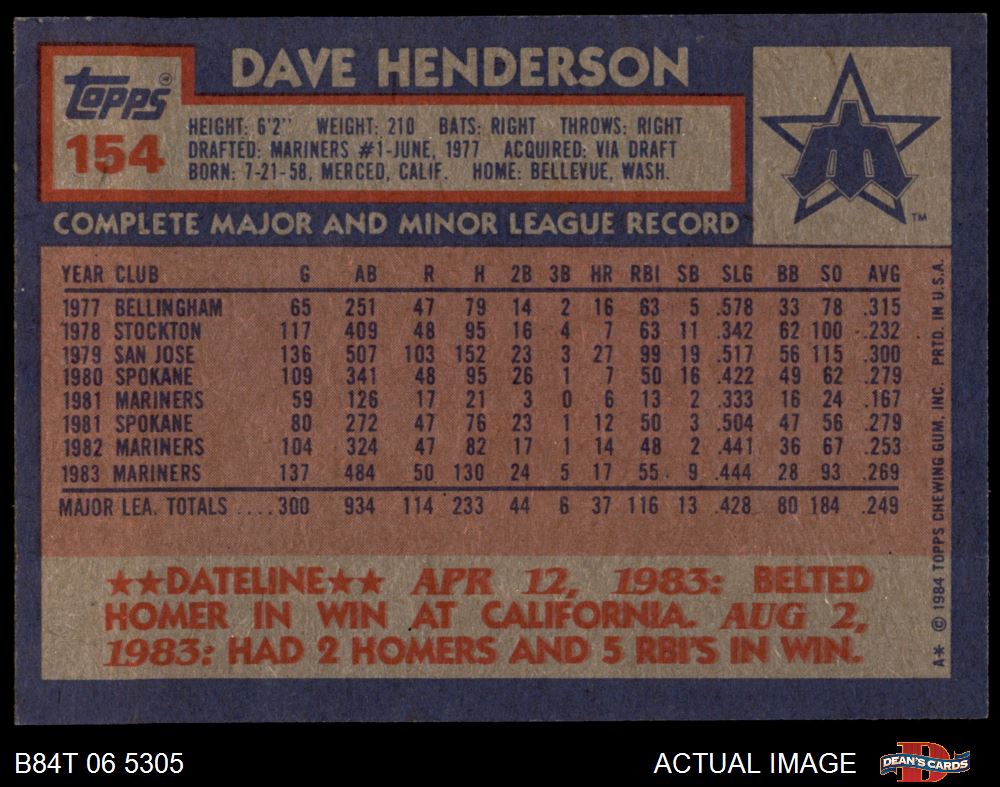 Topps
154
DAVE HENDERSON
HEIGHT: 6'2" WEIGHT: 210 BATS: RIGHT THROWS: RIGHT
DRAFTED: MARINERS #1-JUNE, 1977 ACQUIRED: VIA DRAFT
BORN: 7-21-58, MERCED, CALIF. HOME: BELLEVUE, WASH.
TM
COMPLETE MAJOR AND MINOR LEAGUE RECORD
YEAR CLUB G AB R H 2B 3B HR RBI SB SLG BB SO AVG
1977 BELLINGHAM 65 251 47 79 14 2 16 63 5 .578 33 78 .315
1978 STOCKTON 117 409 48 95 16 4 7 63 11 .342 62 100 .232
1979 SAN JOSE 136 507 103 152 23 3 27 99 19 .517 56 115 .300
1980 SPOKANE 109 341 48 95 26 1 7 50 16 .422 49 62 .279
1981 MARINERS 59 126 17 21 3 0 6 13 2 .333 16 24 .167
1981 SPOKANE 80 272 47 76 23 1 12 50 3 .504 47 56 .279
1982 MARINERS 104 324 47 82 17 1 14 48 2 .441 36 67 .253
1983 MARINERS 137 484 50 130 24 5 17 55 9 .444 28 93 .269
MAJOR LEA. TOTALS ....300 934 114 233 44 6 37 116 13 .428 80 184 .249
★★DATELINE★★ APR 12, 1983: BELTED
HOMER IN WIN AT CALIFORNIA. AUG 2,
1983: HAD 2 HOMERS AND 5 RBI'S IN WIN.
A* © 1984 TOPPS CHEWING GUM, INC. PRTD. IN U.S.A.
B84T 06 5305
ACTUAL IMAGE
DEAN'S CARDS